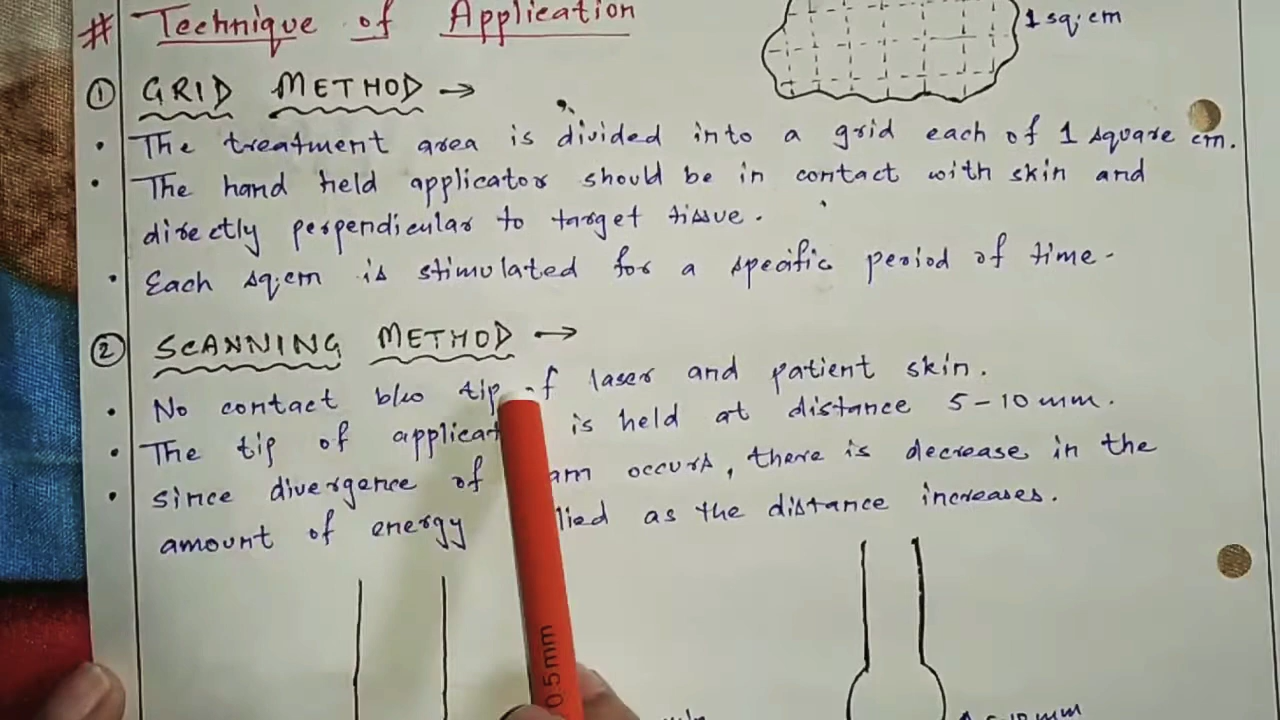 # Technique of Application
1 sq.cm
① GRID METHOD →
• The treatment area is divided into a grid each of 1 square cm.
• The hand held applicator should be in contact with skin and
directly perpendicular to target tissue.
• Each sq.cm is stimulated for a specific period of time.
② SCANNING METHOD →
• No contact b/w tip of laser and patient skin.
• The tip of applicat is held at distance 5-10 mm.
• since divergence of am occurs, there is decrease in the
amount of energy lied as the distance increases.
0.5mm